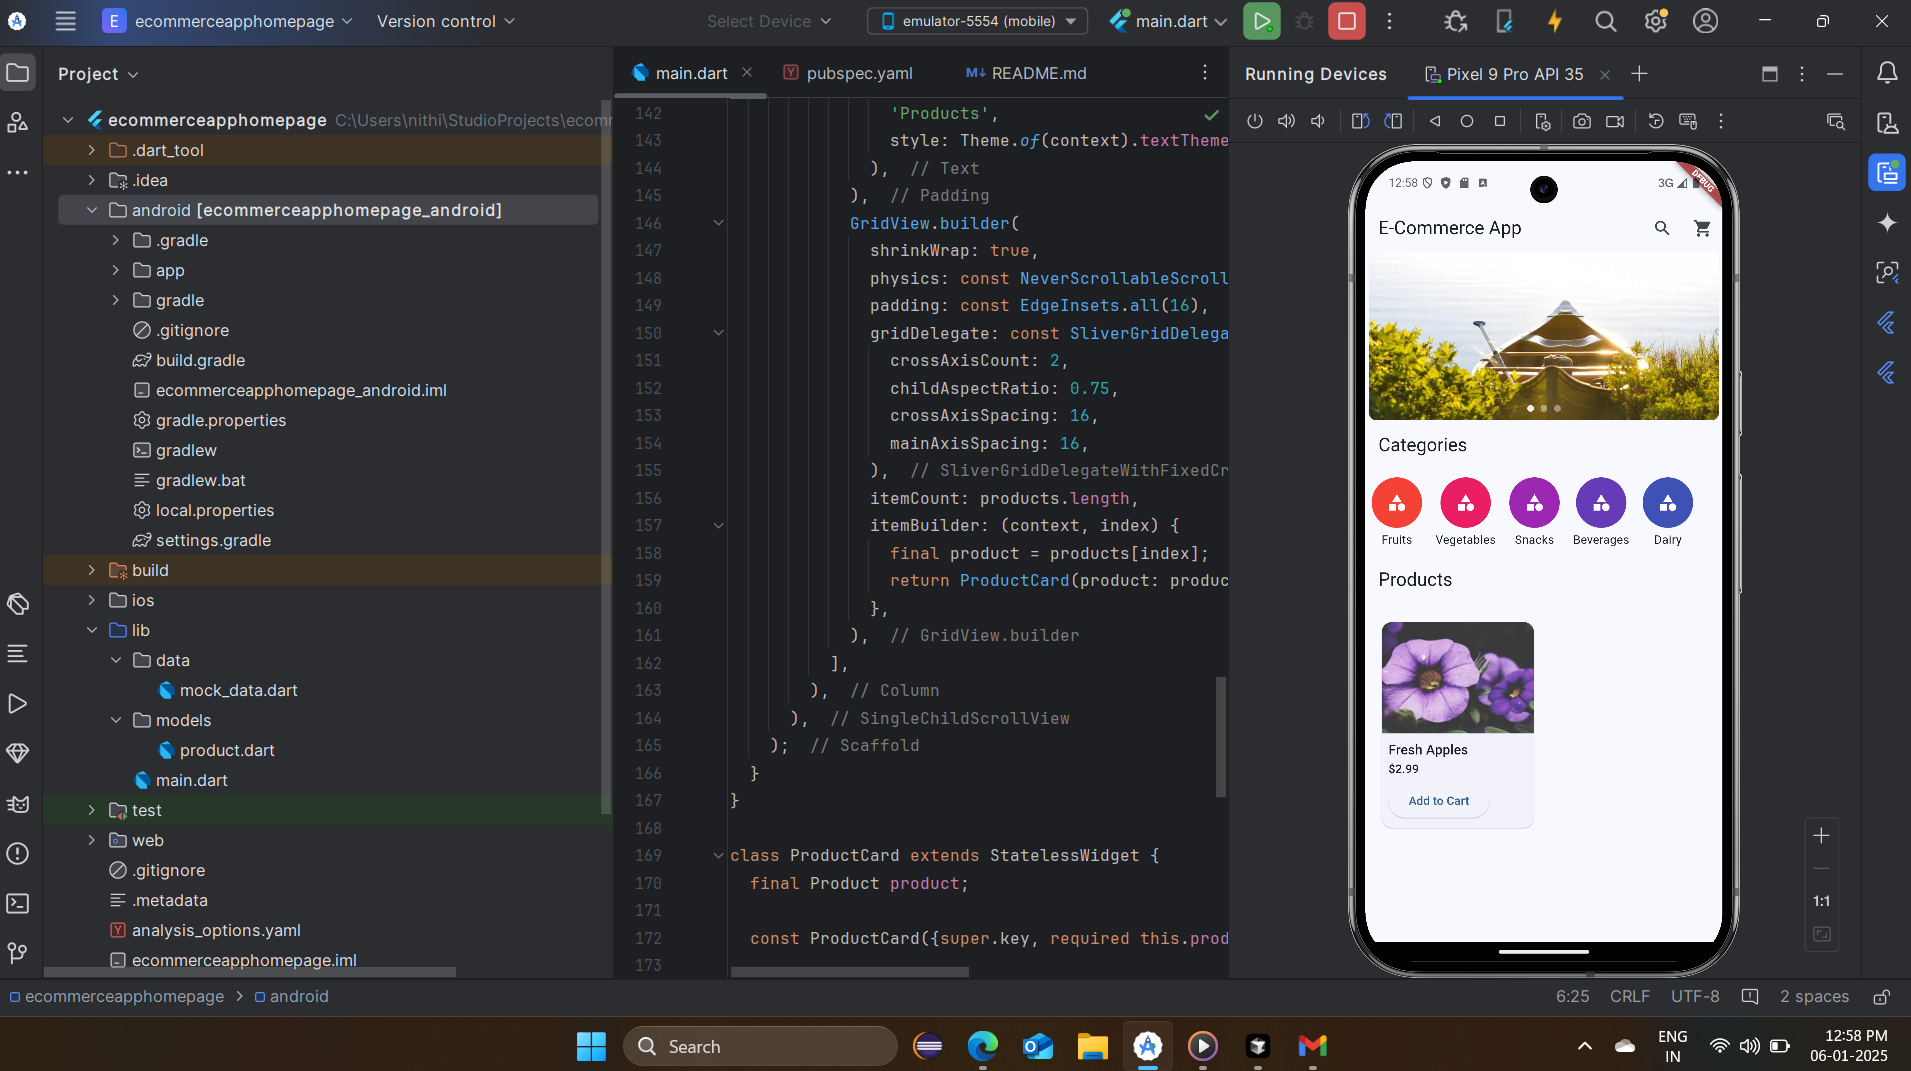 E ecommerceapphomepage
Version control
Select Device
emulator-5554 (mobile)
main.dart
Project
ecommerceapphomepage C:\Users\nithi\StudioProjects\ecomm
.dart_tool
.idea
android [ecommerceapphomepage_android]
.gradle
app
gradle
.gitignore
build.gradle
ecommerceapphomepage_android.iml
gradle.properties
gradlew
gradlew.bat
local.properties
settings.gradle
build
ios
lib
data
mock_data.dart
models
product.dart
main.dart
test
web
.gitignore
.metadata
analysis_options.yaml
ecommerceapphomepage.iml
main.dart
pubspec.yaml
README.md
142 'Products',
143 style: Theme.of(context).textTheme
144 ), // Text
145 ), // Padding
146 GridView.builder(
147 shrinkWrap: true,
148 physics: const NeverScrollableScroll
149 padding: const EdgeInsets.all(16),
150 gridDelegate: const SliverGridDelega
151 crossAxisCount: 2,
152 childAspectRatio: 0.75,
153 crossAxisSpacing: 16,
154 mainAxisSpacing: 16,
155 ), // SliverGridDelegateWithFixedCr
156 itemCount: products.length,
157 itemBuilder: (context, index) {
158 final product = products[index];
159 return ProductCard(product: produc
160 },
161 ), // GridView.builder
162 ],
163 ), // Column
164 ), // SingleChildScrollView
165 ); // Scaffold
166 }
167 }
168
169 class ProductCard extends StatelessWidget {
170 final Product product;
171
172 const ProductCard({super.key, required this.prod
173
Running Devices
Pixel 9 Pro API 35
12:58
3G
DEBUG
E-Commerce App
Categories
Fruits Vegetables Snacks Beverages Dairy
Products
Fresh Apples
$2.99
Add to Cart
1:1
ecommerceapphomepage > android
6:25 CRLF UTF-8 2 spaces
Search
ENG
IN
12:58 PM
06-01-2025